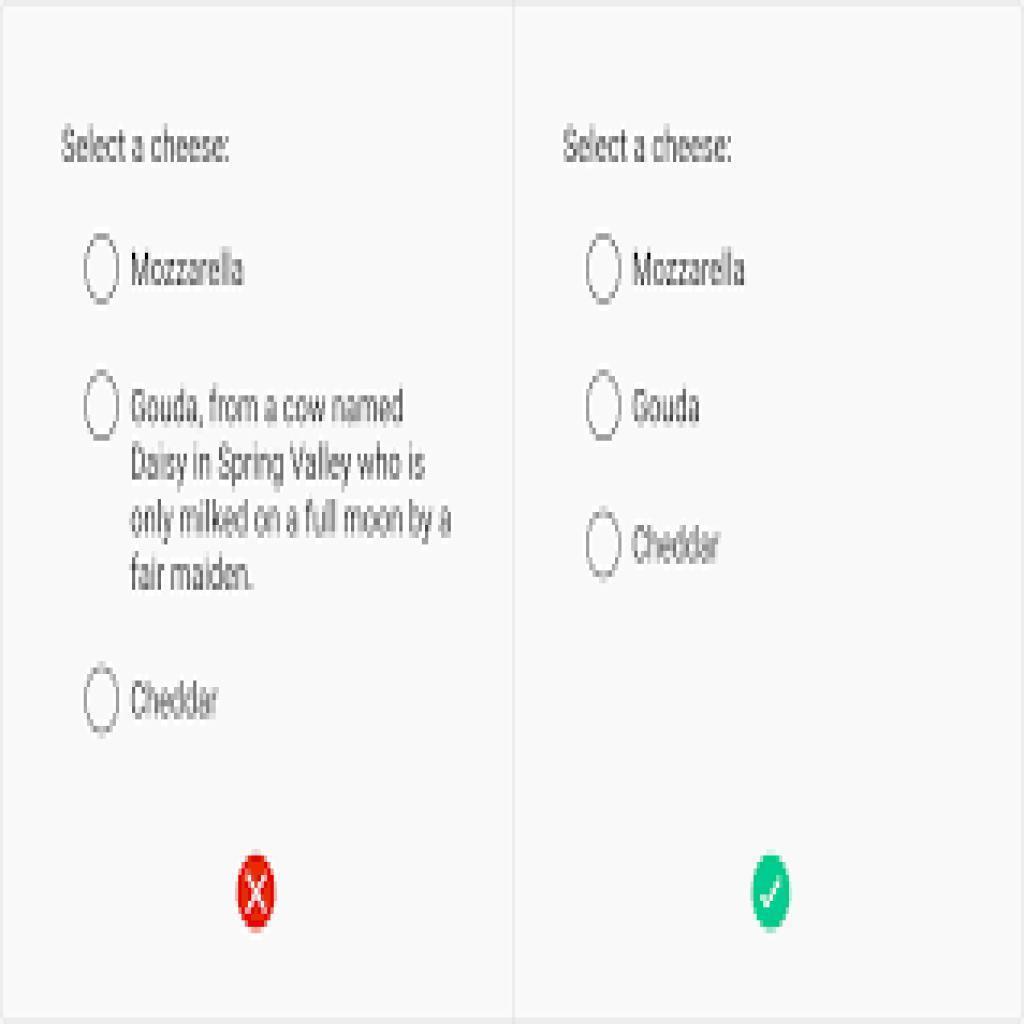 Select a cheese:
Mozzarella
Gouda, from a cow named
Daisy in Spring Valley who is
only milked on a full moon by a
fair maiden.
Cheddar
Select a cheese:
Mozzarella
Gouda
Cheddar